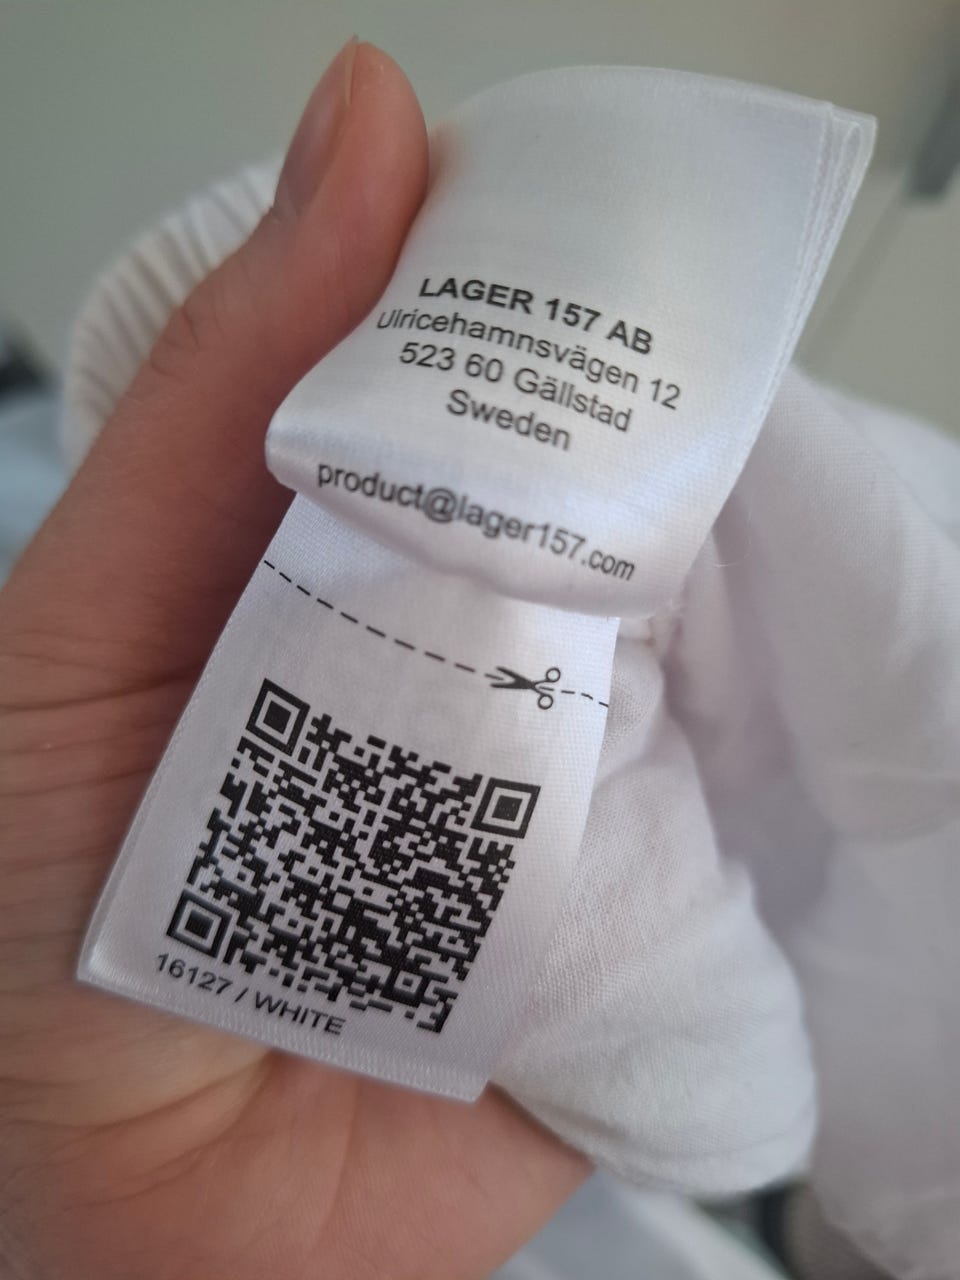 LAGER 157 AB
Ulricehamnsvägen 12
523 60 Gällstad
Sweden
product@lager157.com
16127 / WHITE